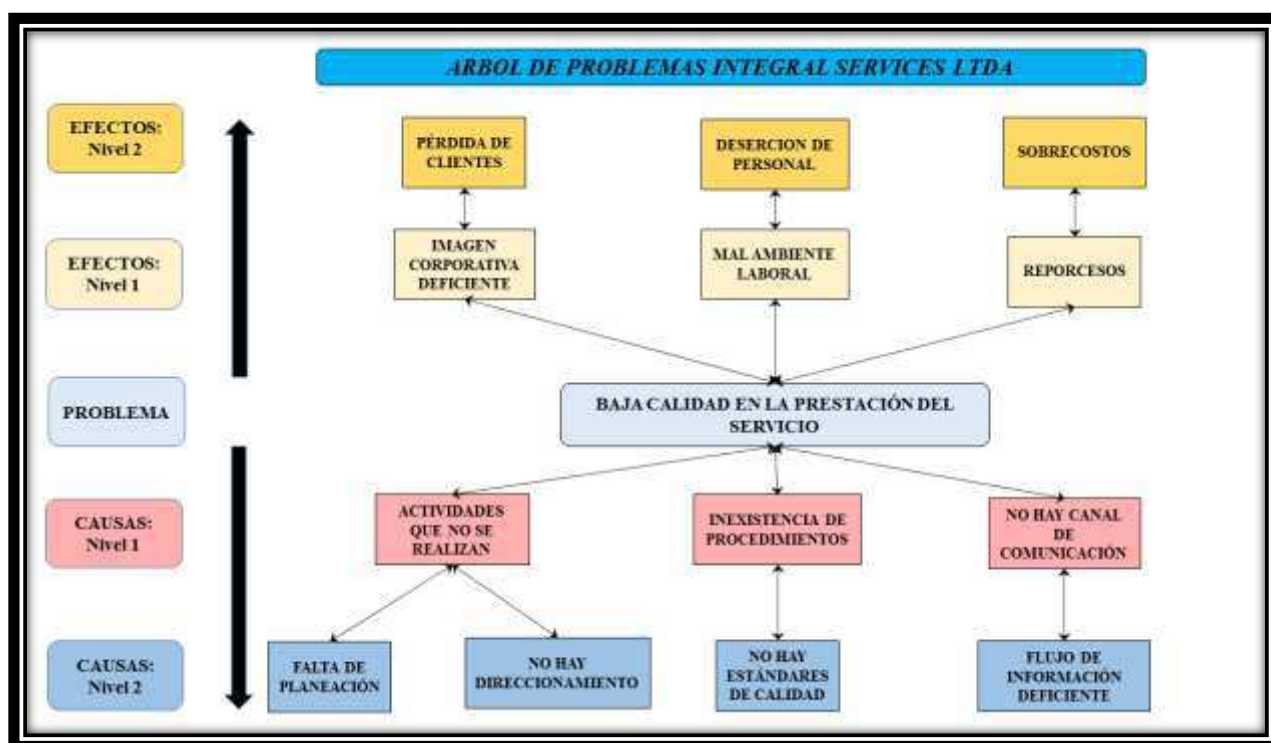 ARBOL DE PROBLEMAS INTEGRAL SERVICES LTDA
EFECTOS:
Nivel 2
PÉRDIDA DE
CLIENTES
DESERCION DE
PERSONAL
SOBRECOSTOS
EFECTOS:
Nivel 1
IMAGEN
CORPORATIVA
DEFICIENTE
MAL AMBIENTE
LABORAL
REPORCESOS
PROBLEMA
BAJA CALIDAD EN LA PRESTACIÓN DEL
SERVICIO
CAUSAS:
Nivel 1
ACTIVIDADES
QUE NO SE
REALIZAN
INEXISTENCIA DE
PROCEDIMIENTOS
NO HAY CANAL
DE
COMUNICACIÓN
CAUSAS:
Nivel 2
FALTA DE
PLANEACIÓN
NO HAY
DIRECCIONAMIENTO
NO HAY
ESTÁNDARES
DE CALIDAD
FLUJO DE
INFORMACIÓN
DEFICIENTE